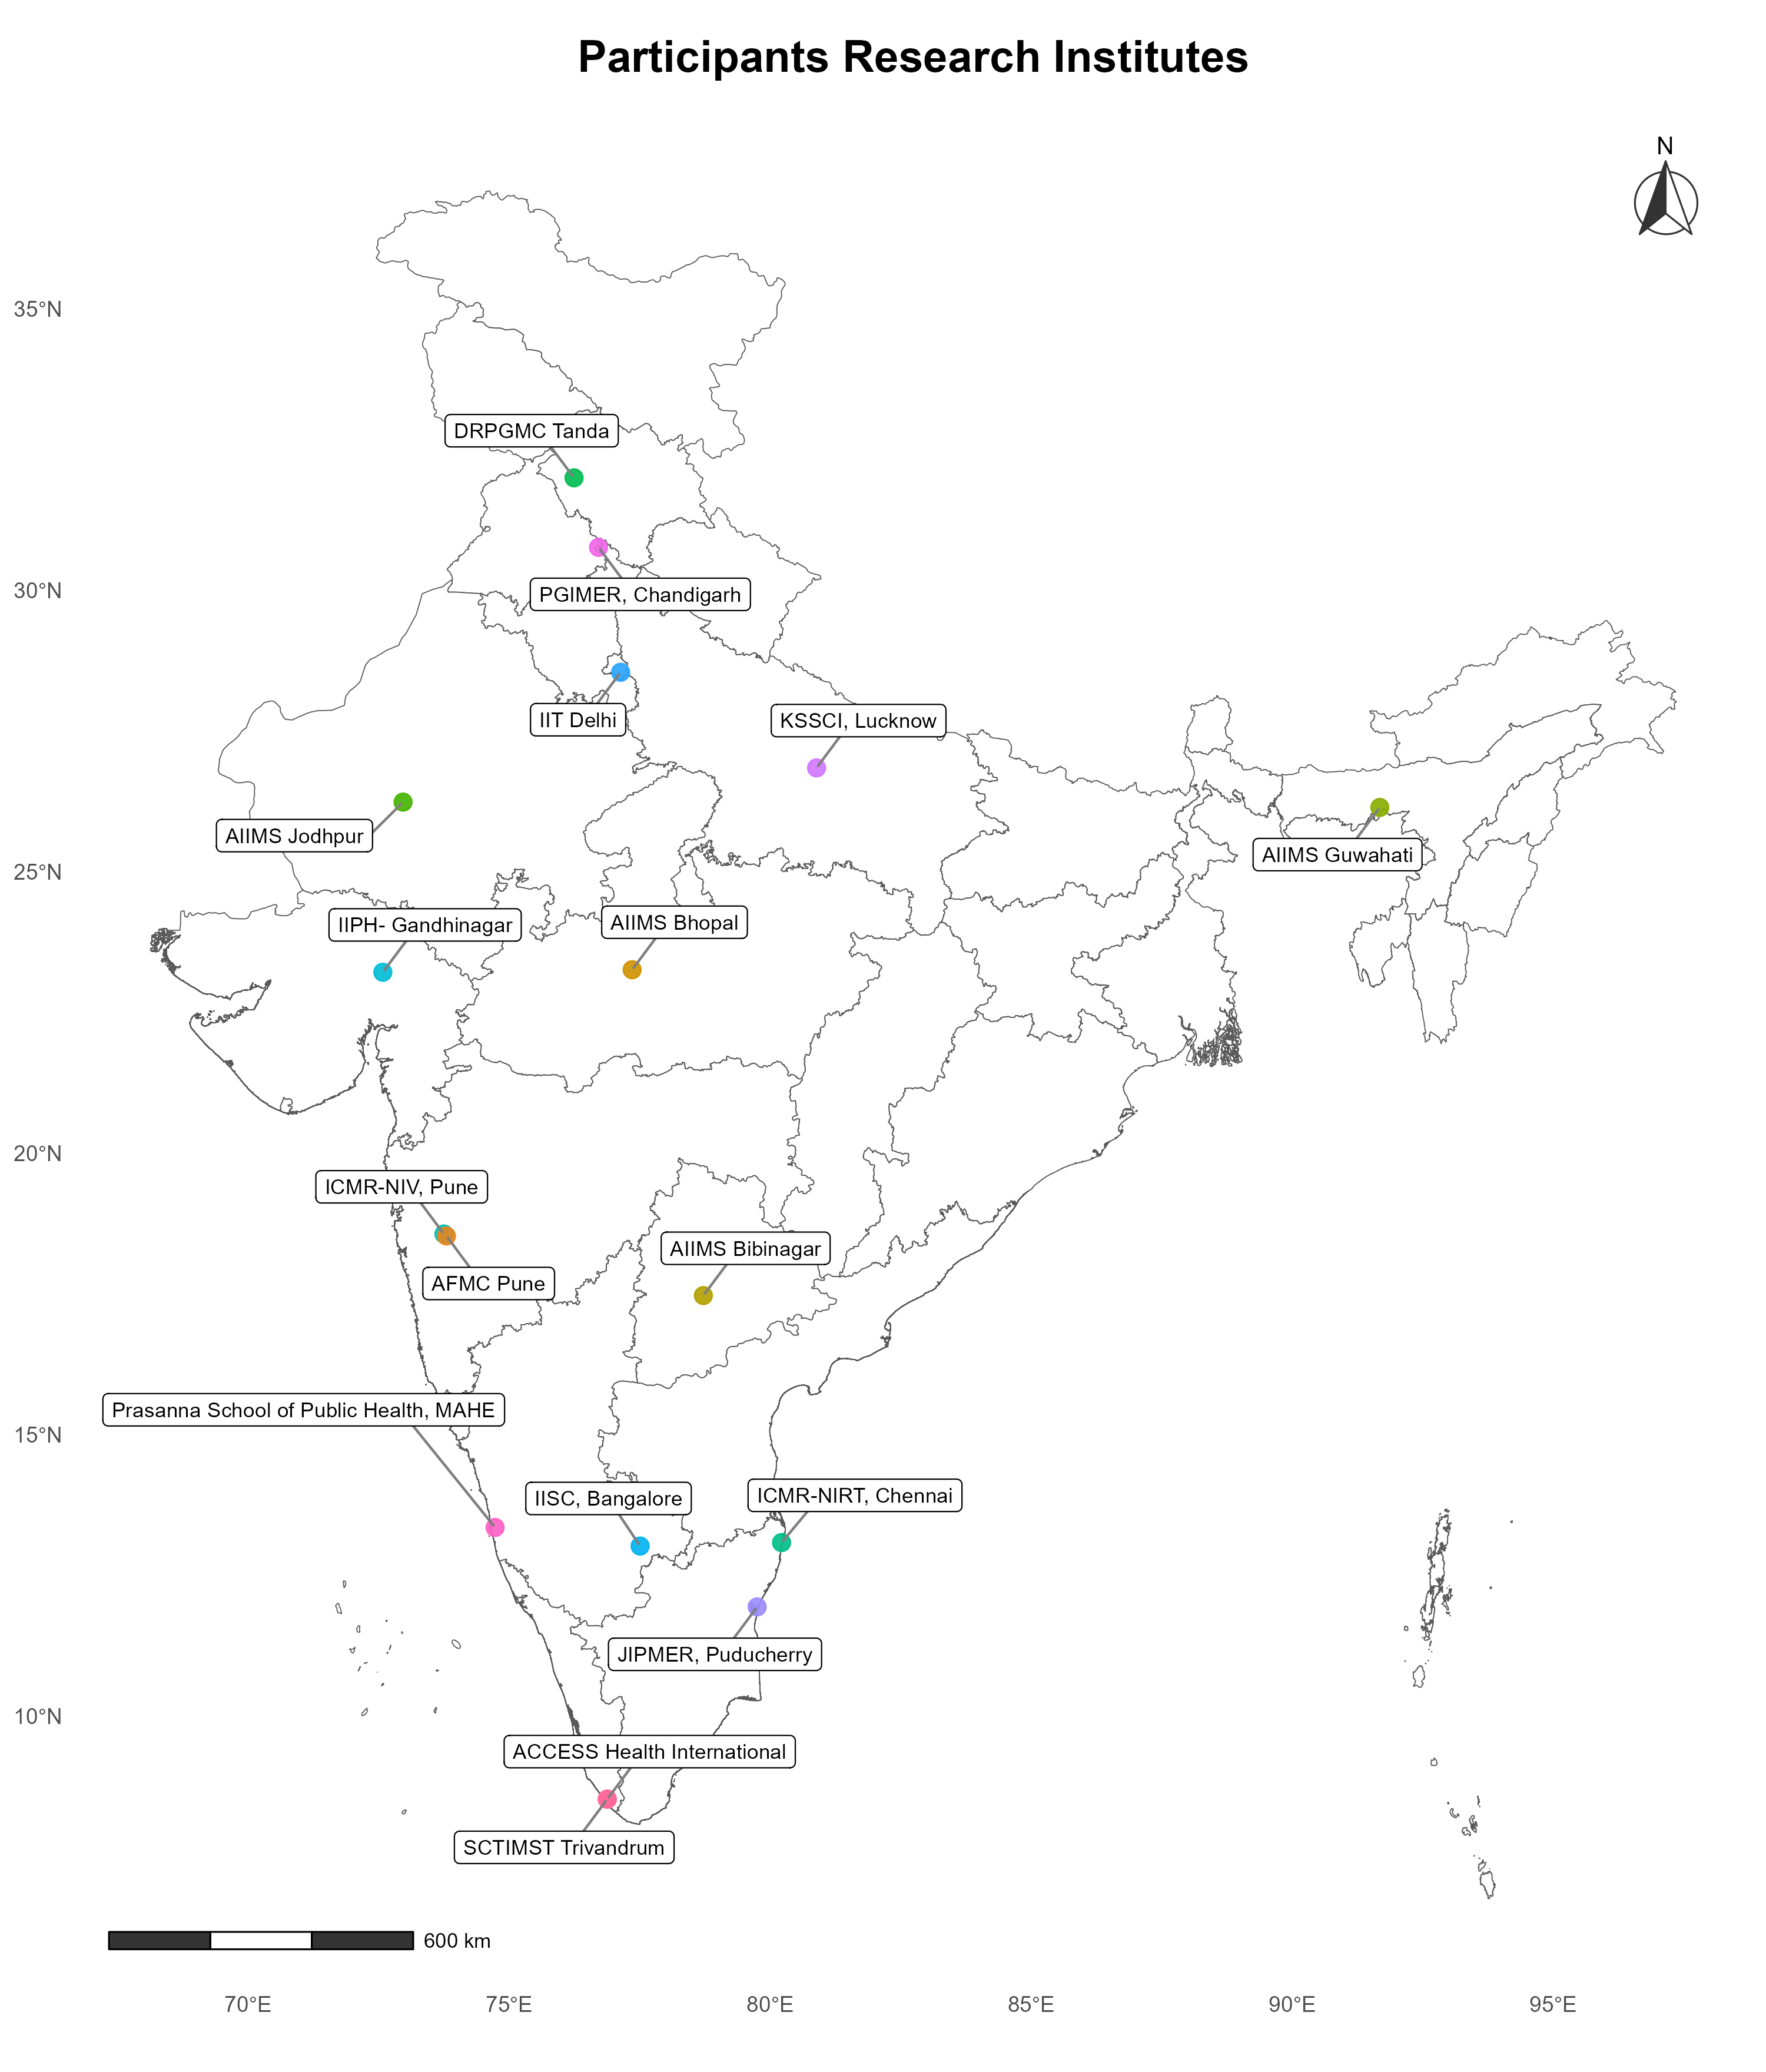 Participants Research Institutes
N
35°N
DRPGMC Tanda
30°N
PGIMER, Chandigarh
IIT Delhi
KSSCI, Lucknow
AIIMS Jodhpur
AIIMS Guwahati
25°N
IIPH- Gandhinagar
AIIMS Bhopal
20°N
ICMR-NIV, Pune
AIIMS Bibinagar
AFMC Pune
Prasanna School of Public Health, MAHE
15°N
IISC, Bangalore
ICMR-NIRT, Chennai
JIPMER, Puducherry
10°N
ACCESS Health International
SCTIMST Trivandrum
600 km
70°E
75°E
80°E
85°E
90°E
95°E